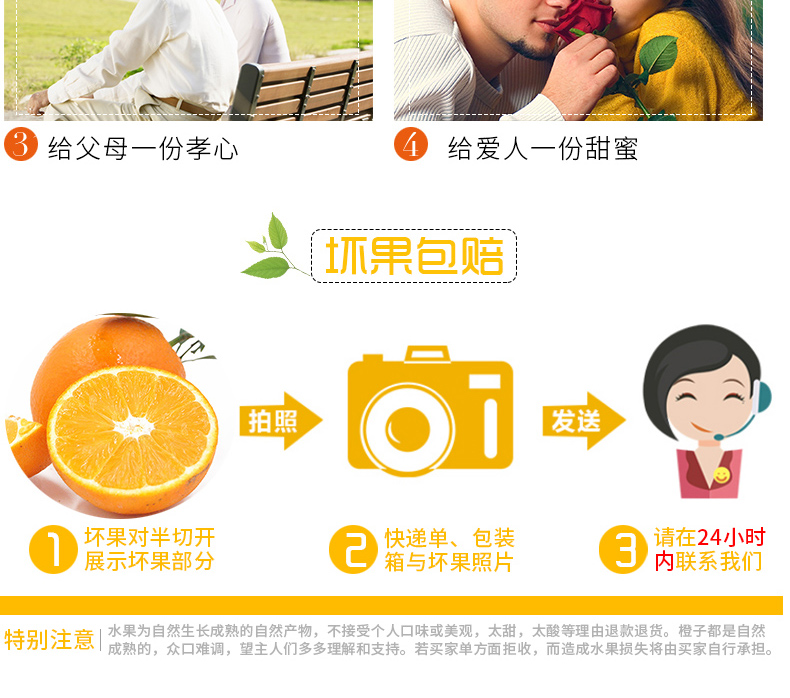 3 给父母一份孝心
4 给爱人一份甜蜜
坏果包赔
拍照
发送
1 坏果对半切开
展示坏果部分
2 快递单、包装
箱与坏果照片
3 请在24小时
内联系我们
特别注意
水果为自然生长成熟的自然产物，不接受个人口味或美观，太甜，太酸等理由退款退货。橙子都是自然
成熟的，众口难调，望主人们多多理解和支持。若买家单方面拒收，而造成水果损失将由买家自行承担。